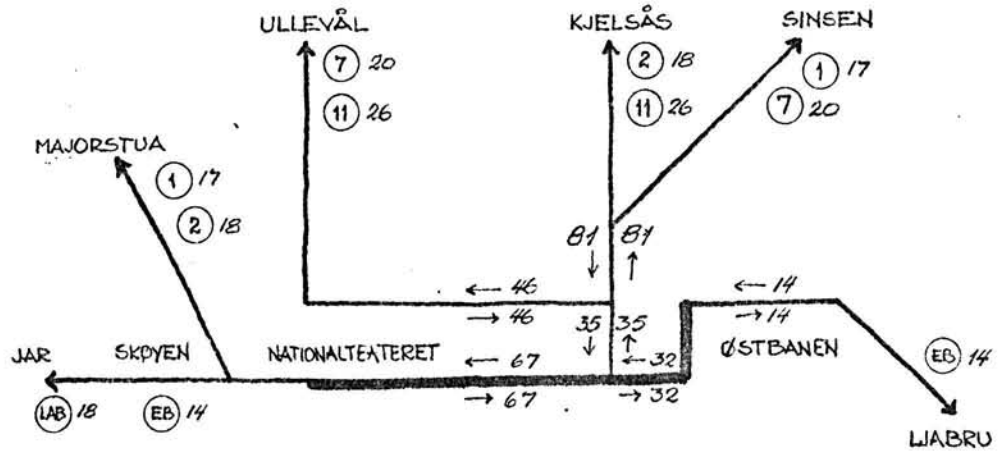 ULLEVÅL
7 20
11 26
KJELSÅS
2 18
11 26
SINSEN
1 17
7 20
MAJORSTUA
1 17
2 18
81 81
↓ ↑
← 46
→ 46
35 35
↓ ↑
← 14
→ 14
JAR
SKØYEN
NATIONALTEATERET
← 67
→ 67
← 32
→ 32
ØSTBANEN
LAB 18
EB 14
EB 14
LJABRU